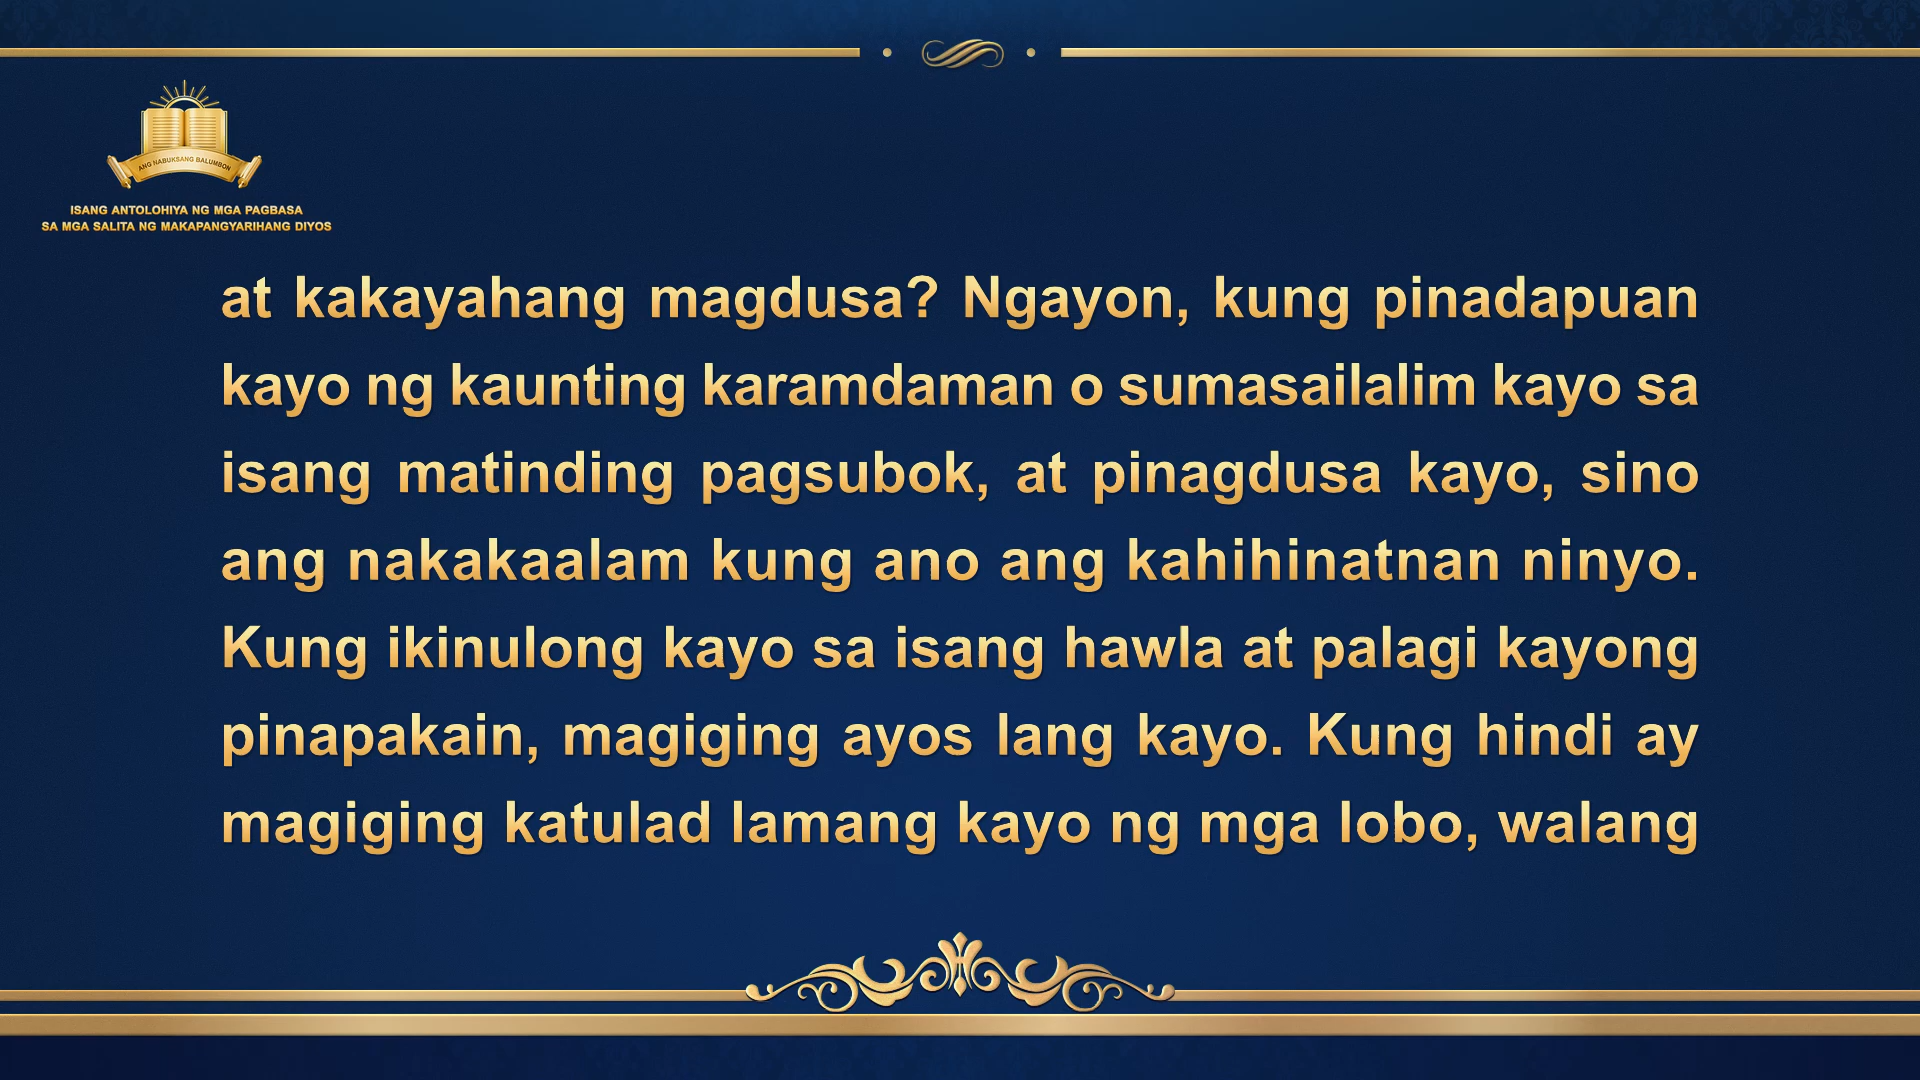 ANG NABUKSANG BALUMBON
ISANG ANTOLOHIYA NG MGA PAGBASA
SA MGA SALITA NG MAKAPANGYARIHANG DIYOS
at kakayahang magdusa? Ngayon, kung pinadapuan
kayo ng kaunting karamdaman o sumasailalim kayo sa
isang matinding pagsubok, at pinagdusa kayo, sino
ang nakakaalam kung ano ang kahihinatnan ninyo.
Kung ikinulong kayo sa isang hawla at palagi kayong
pinapakain, magiging ayos lang kayo. Kung hindi ay
magiging katulad lamang kayo ng mga lobo, walang